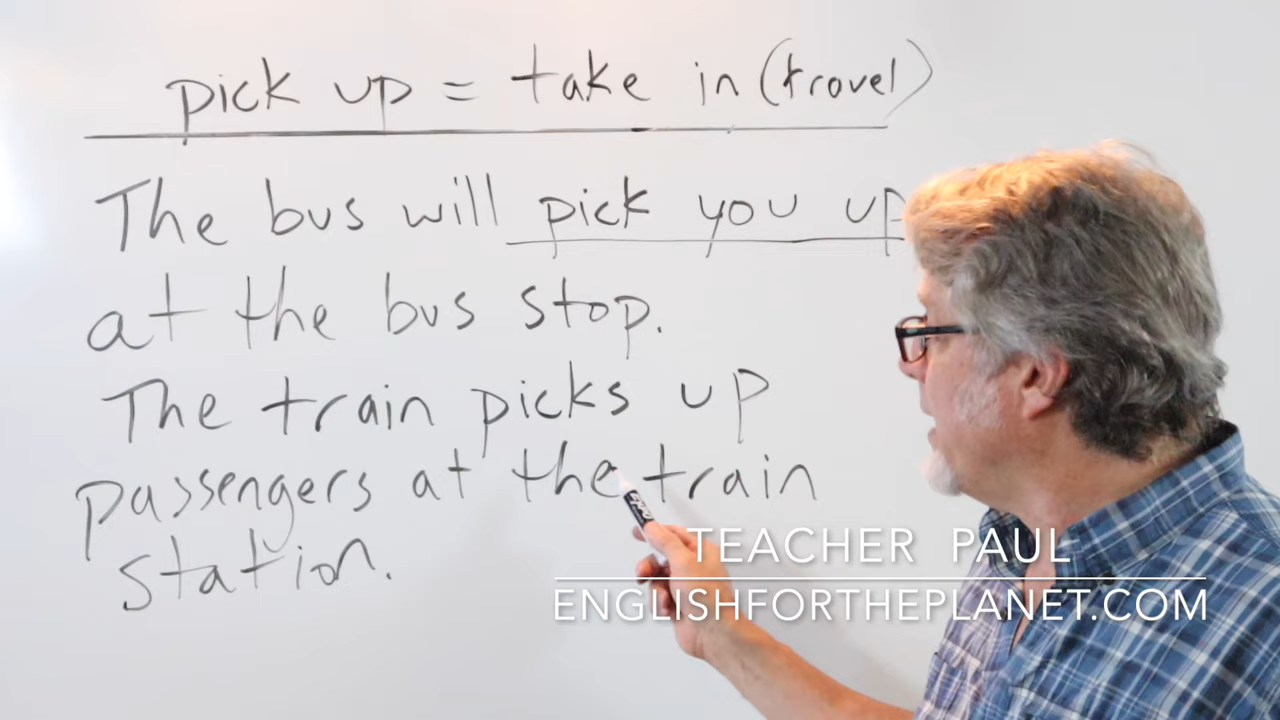 pick up = take in (travel)
The bus will pick you up
at the bus stop.
The train picks up
passengers at the train
station.
TEACHER PAUL
ENGLISHFORTHEPLANET.COM